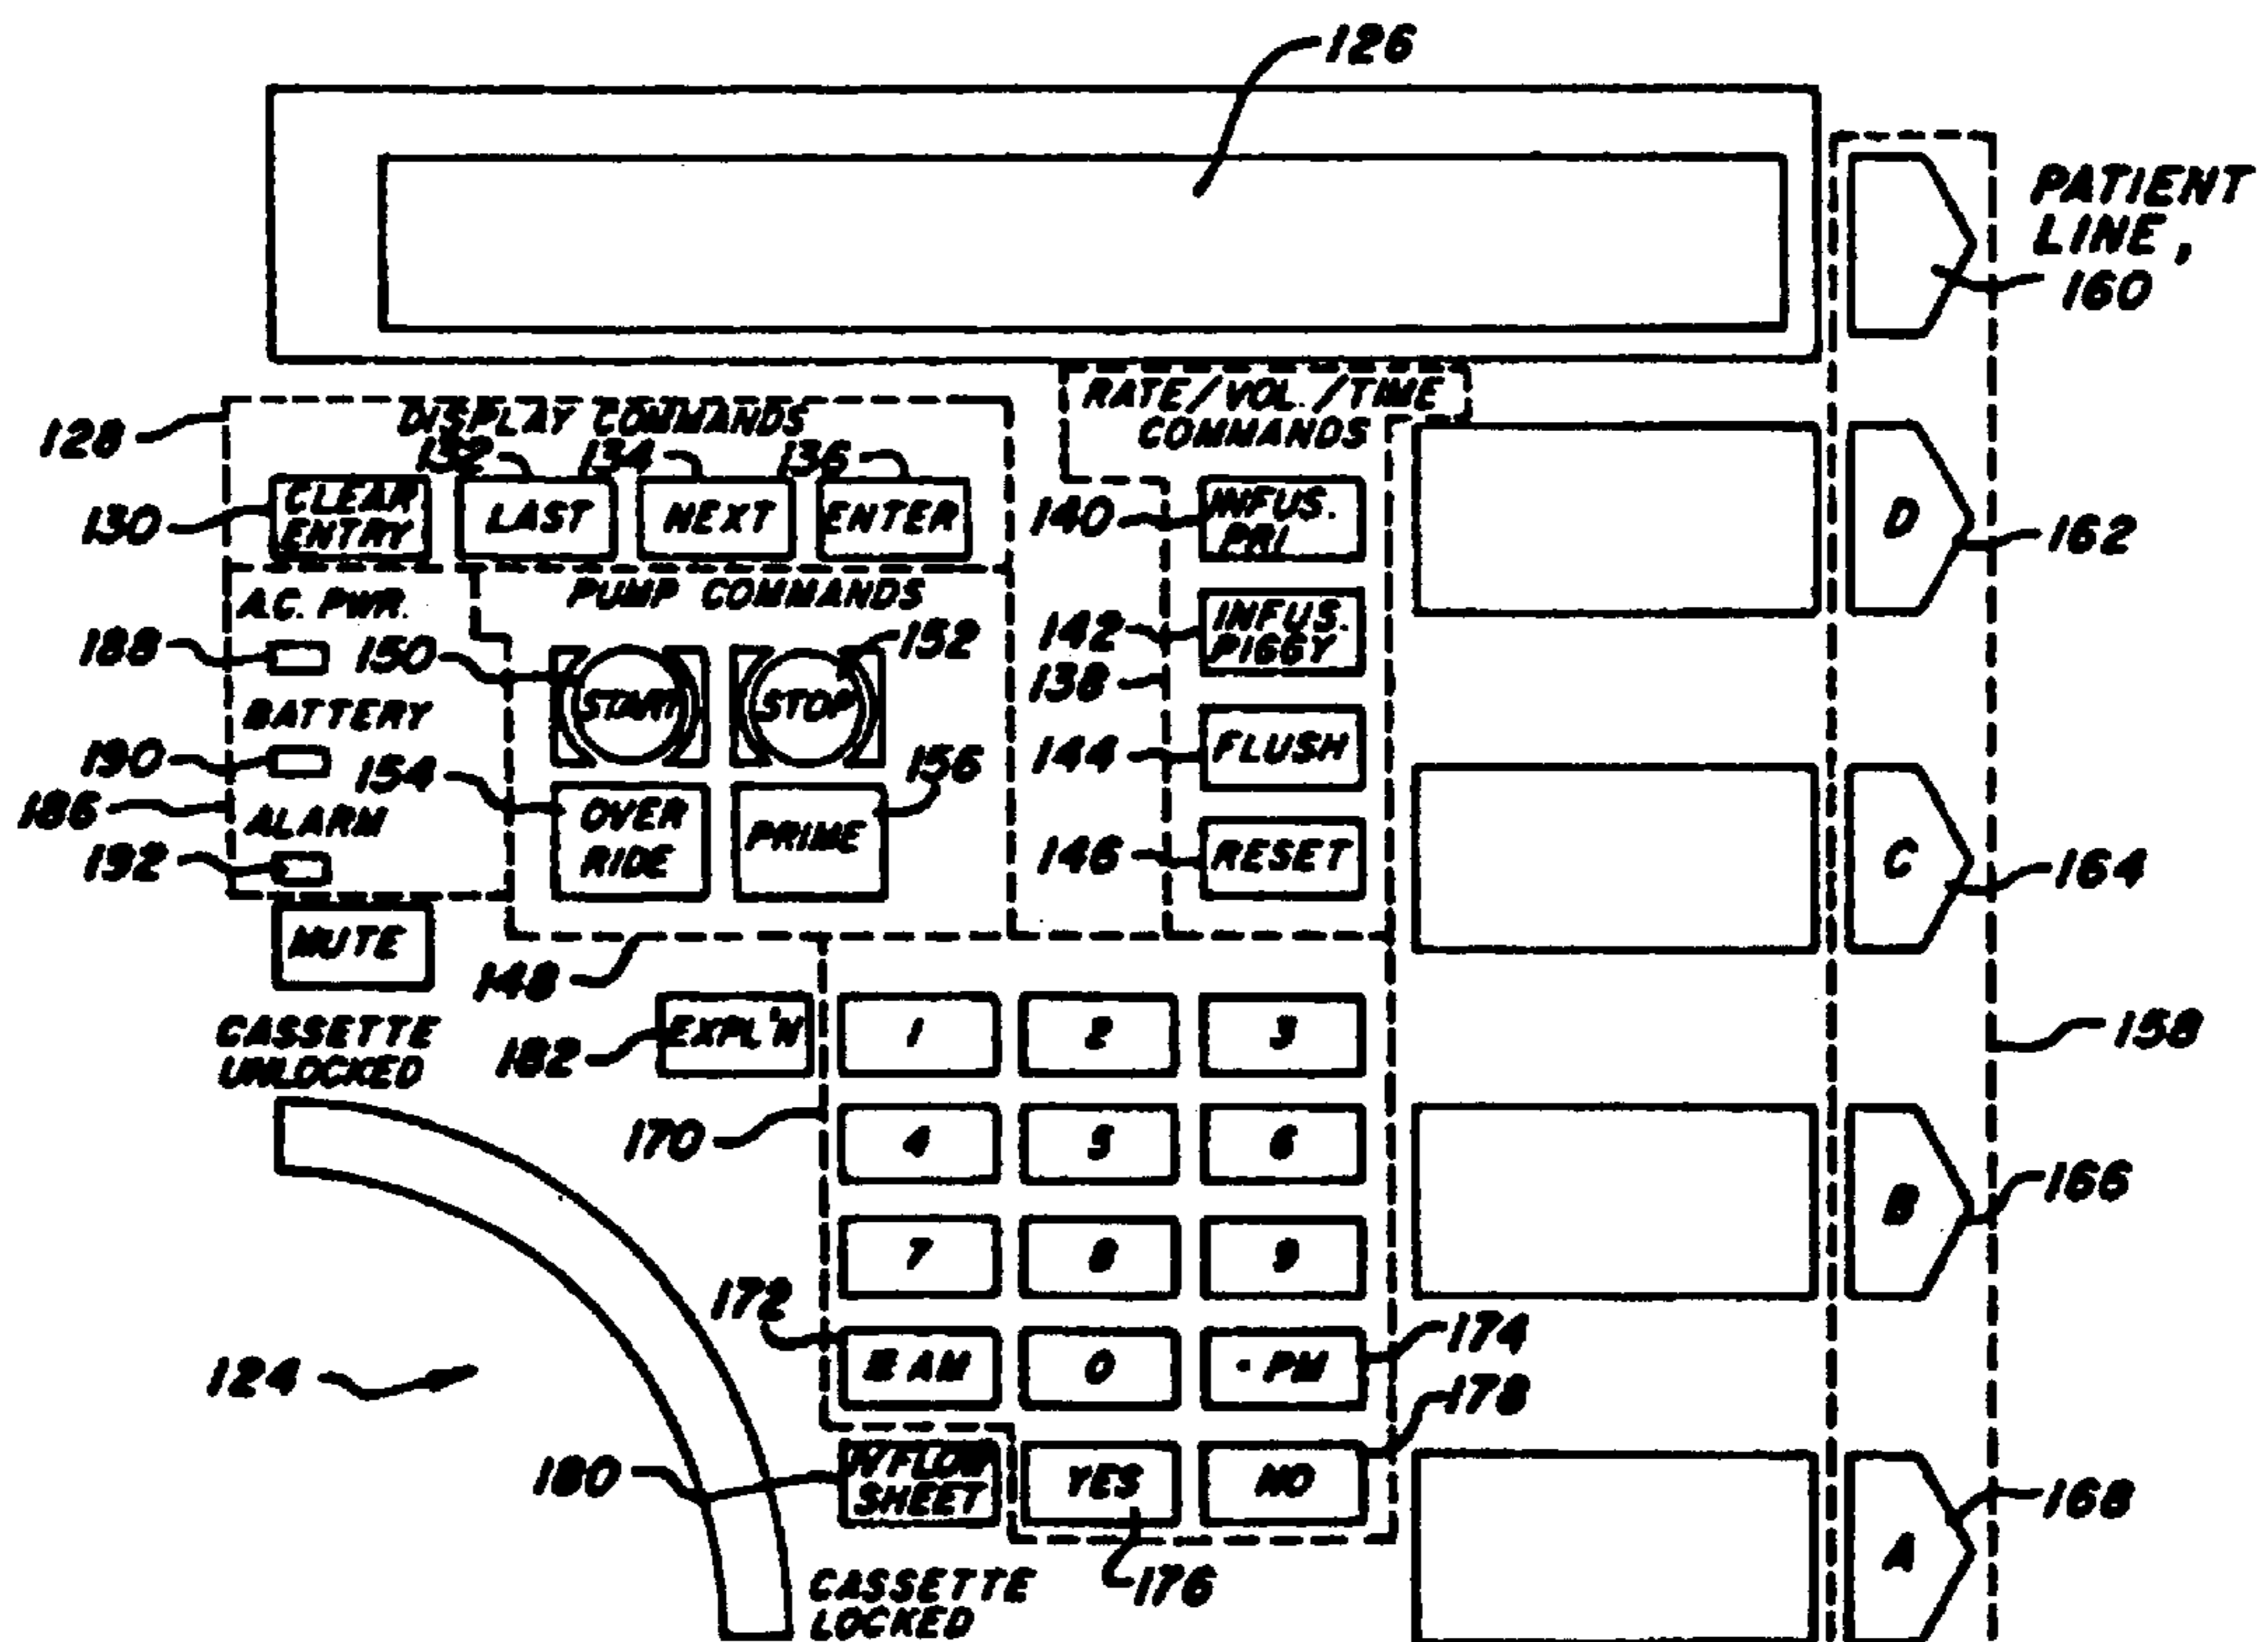 126
PATIENT
LINE,
160
RATE/VOL./TIME
COMMANDS
128
DISPLAY COMMANDS
132
134
136
130
CLEAR
ENTRY
LAST
NEXT
ENTER
140
INFUS.
PRI
D
162
A.C. PWR.
PUMP COMMANDS
188
150
START
STOP
152
142
INFUS.
PIGGY
138
BATTERY
190
154
156
144
FLUSH
186
ALARM
OVER
RIDE
PRIME
192
146
RESET
C
164
MUTE
148
158
CASSETTE
UNLOCKED
182
EXPL'N
1
2
3
170
4
5
6
B
166
7
8
9
172
AM
0
. PM
174
178
124
180
I/FLOW
SHEET
YES
NO
A
168
176
CASSETTE
LOCKED